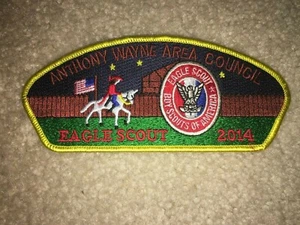 ANTHONY WAYNE AREA COUNCIL
EAGLE SCOUT
BOY SCOUTS OF AMERICA
EAGLE SCOUT 2014